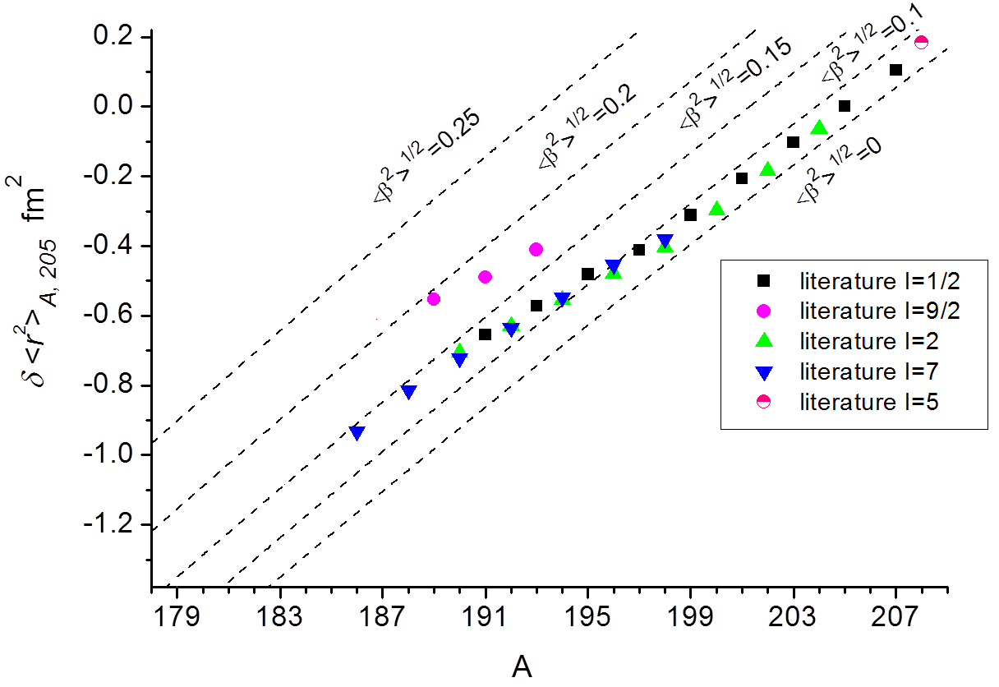 0.2
0.0
-0.2
-0.4
-0.6
-0.8
-1.0
-1.2
δ <r²> A, 205 fm²
<β²>^1/2=0.25
<β²>^1/2=0.2
<β²>^1/2=0.15
<β²>^1/2=0.1
<β²>^1/2=0
literature I=1/2
literature I=9/2
literature I=2
literature I=7
literature I=5
179 183 187 191 195 199 203 207
A